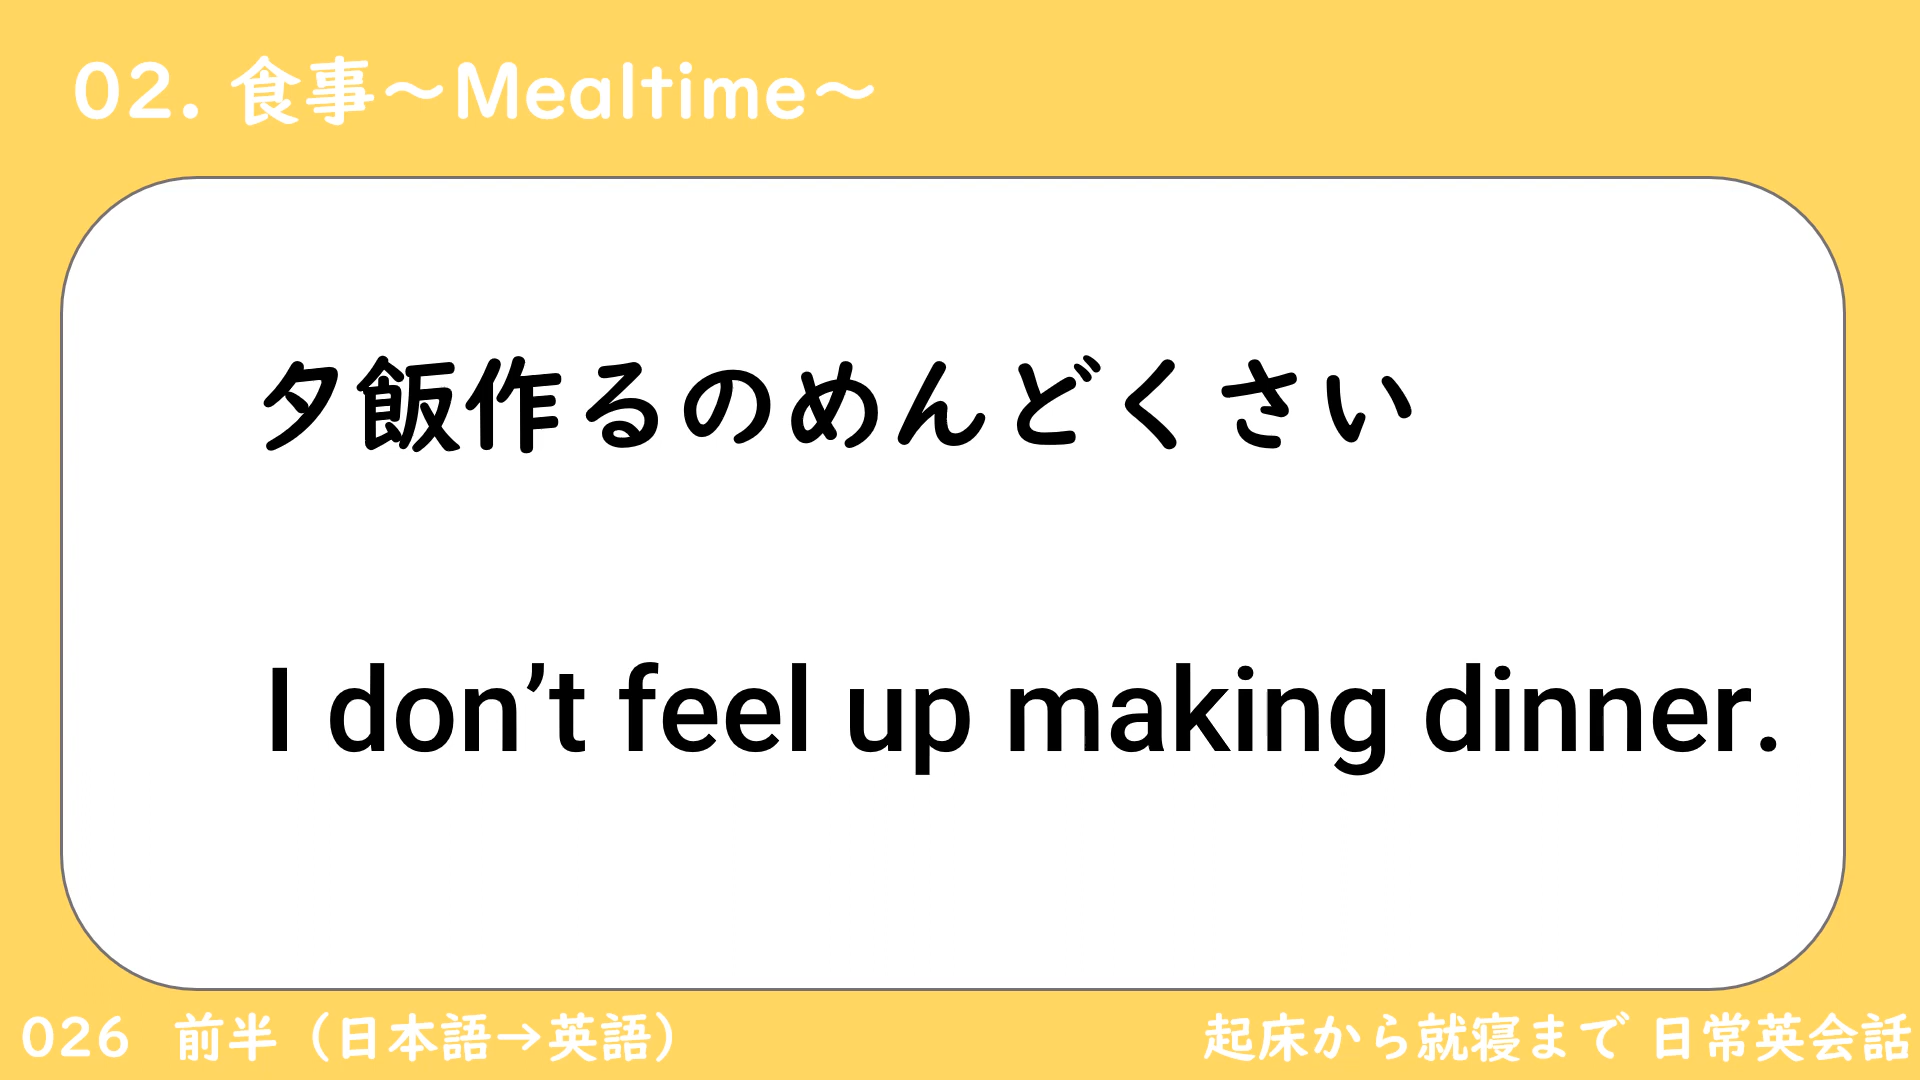 02. 食事〜Mealtime〜
夕飯作るのめんどくさい
I don’t feel up making dinner.
026 前半（日本語→英語）
起床から就寝まで 日常英会話